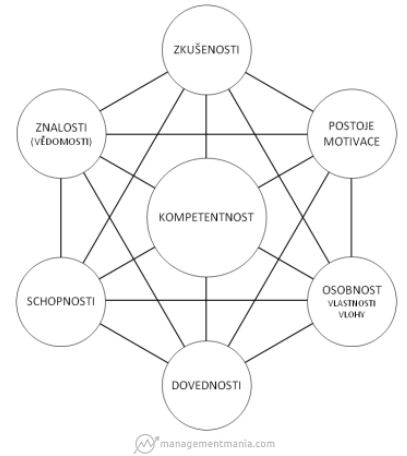 ZKUŠENOSTI
ZNALOSTI
(VĚDOMOSTI)
POSTOJE
MOTIVACE
KOMPETENTNOST
SCHOPNOSTI
OSOBNOST
VLASTNOSTI
VLOHY
DOVEDNOSTI
managementmania.com